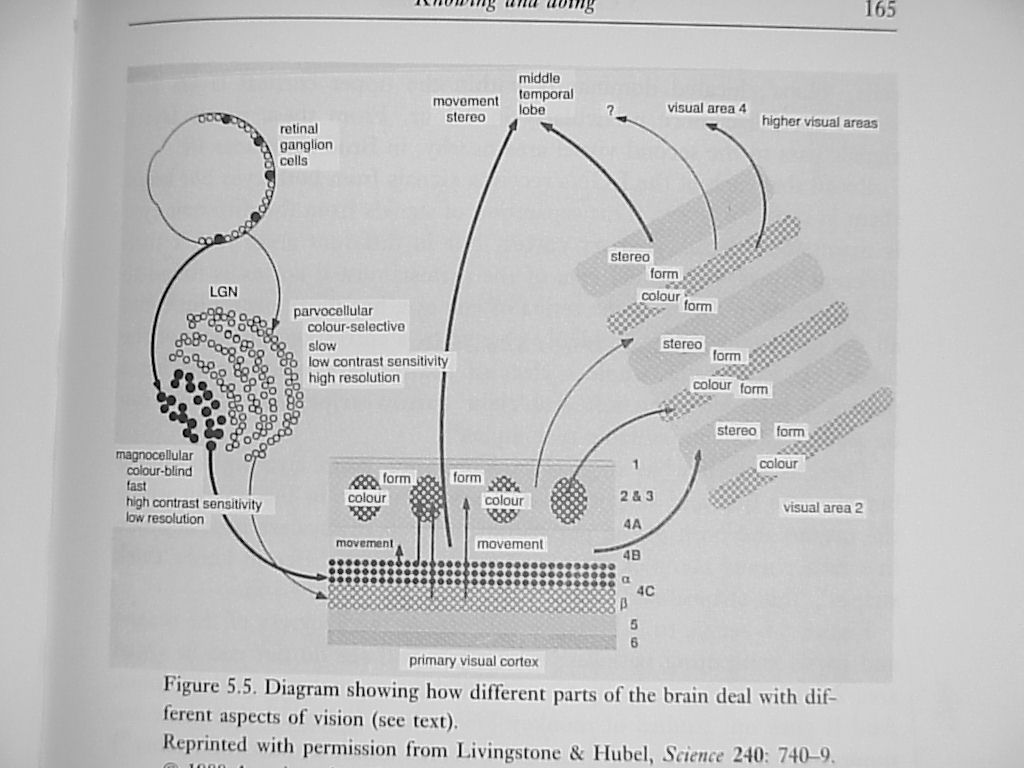 Knowing and doing
165
middle
temporal
lobe
movement
stereo
?
visual area 4
higher visual areas
retinal
ganglion
cells
stereo
form
colour
form
LGN
parvocellular
colour-selective
slow
low contrast sensitivity
high resolution
stereo
form
colour
form
stereo
form
colour
magnocellular
colour-blind
fast
high contrast sensitivity
low resolution
form
form
colour
colour
movement
movement
1
2 & 3
4A
4B
α
4C
β
5
6
visual area 2
primary visual cortex
Figure 5.5. Diagram showing how different parts of the brain deal with dif-
ferent aspects of vision (see text).
Reprinted with permission from Livingstone & Hubel, Science 240: 740–9.